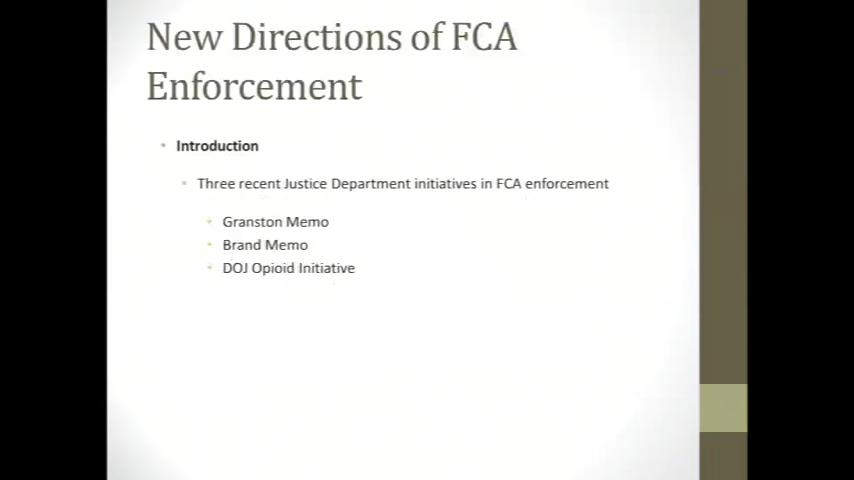 New Directions of FCA
Enforcement
Introduction
Three recent Justice Department initiatives in FCA enforcement
Granston Memo
Brand Memo
DOJ Opioid Initiative